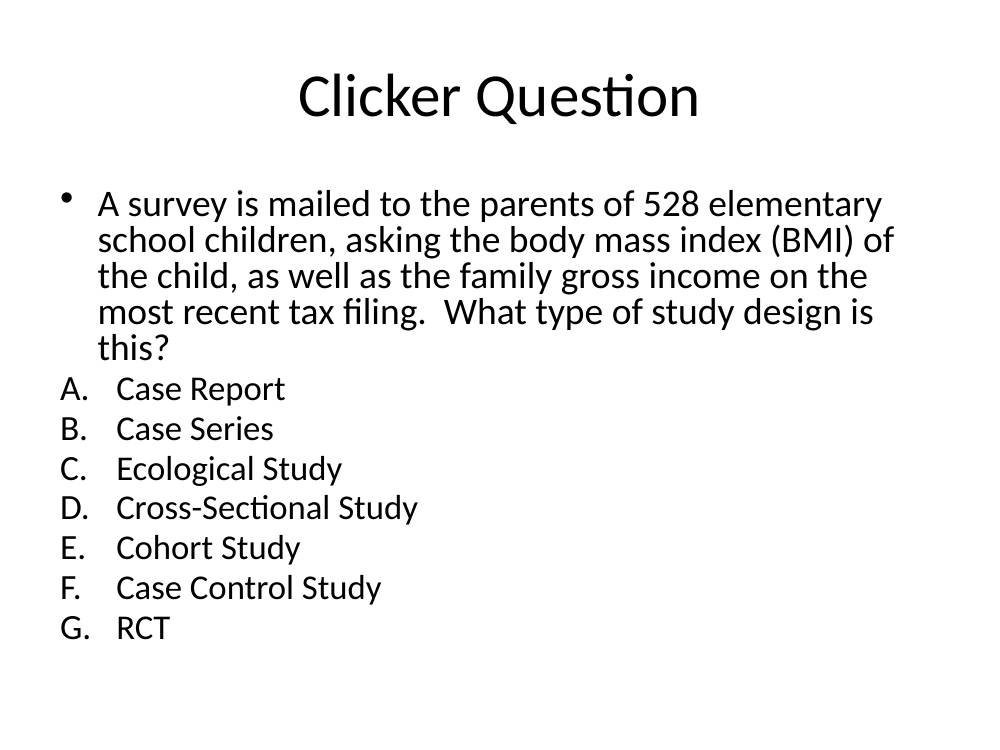 Clicker Question
• A survey is mailed to the parents of 528 elementary
school children, asking the body mass index (BMI) of
the child, as well as the family gross income on the
most recent tax filing.  What type of study design is
this?
A. Case Report
B. Case Series
C. Ecological Study
D. Cross-Sectional Study
E. Cohort Study
F. Case Control Study
G. RCT